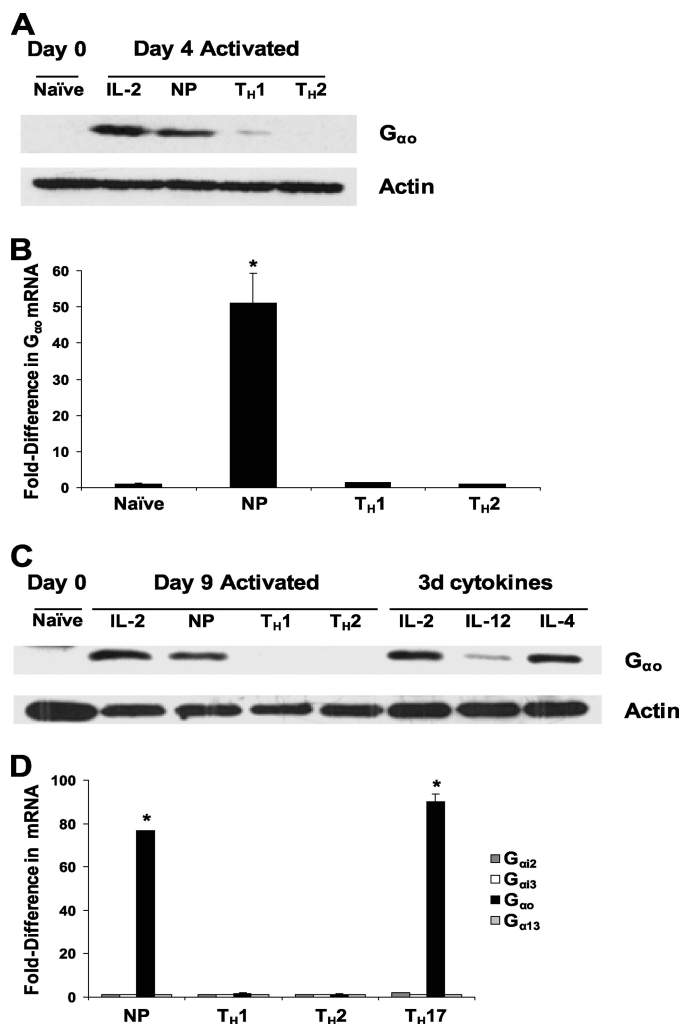 A
Day 0 Day 4 Activated
Naïve IL-2 NP TH1 TH2
Gαo
Actin
B
Fold-Difference in Gαo mRNA
60
50
40
30
20
10
0
*
Naïve NP TH1 TH2
C
Day 0 Day 9 Activated 3d cytokines
Naïve IL-2 NP TH1 TH2 IL-2 IL-12 IL-4
Gαo
Actin
D
Fold-Difference in mRNA
100
80
60
40
20
0
* *
Gαi2
Gαi3
Gαo
Gα13
NP TH1 TH2 TH17